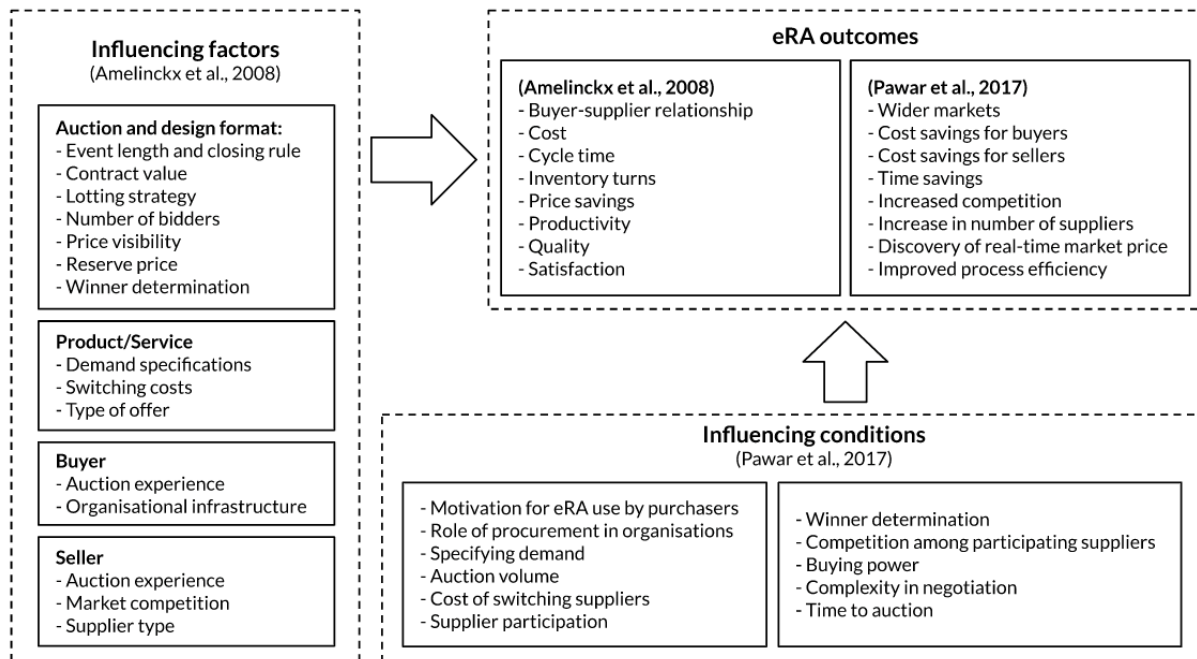 Influencing factors
(Amelinckx et al., 2008)
Auction and design format:
- Event length and closing rule
- Contract value
- Lotting strategy
- Number of bidders
- Price visibility
- Reserve price
- Winner determination
Product/Service
- Demand specifications
- Switching costs
- Type of offer
Buyer
- Auction experience
- Organisational infrastructure
Seller
- Auction experience
- Market competition
- Supplier type
eRA outcomes
(Amelinckx et al., 2008)
- Buyer-supplier relationship
- Cost
- Cycle time
- Inventory turns
- Price savings
- Productivity
- Quality
- Satisfaction
(Pawar et al., 2017)
- Wider markets
- Cost savings for buyers
- Cost savings for sellers
- Time savings
- Increased competition
- Increase in number of suppliers
- Discovery of real-time market price
- Improved process efficiency
Influencing conditions
(Pawar et al., 2017)
- Motivation for eRA use by purchasers
- Role of procurement in organisations
- Specifying demand
- Auction volume
- Cost of switching suppliers
- Supplier participation
- Winner determination
- Competition among participating suppliers
- Buying power
- Complexity in negotiation
- Time to auction